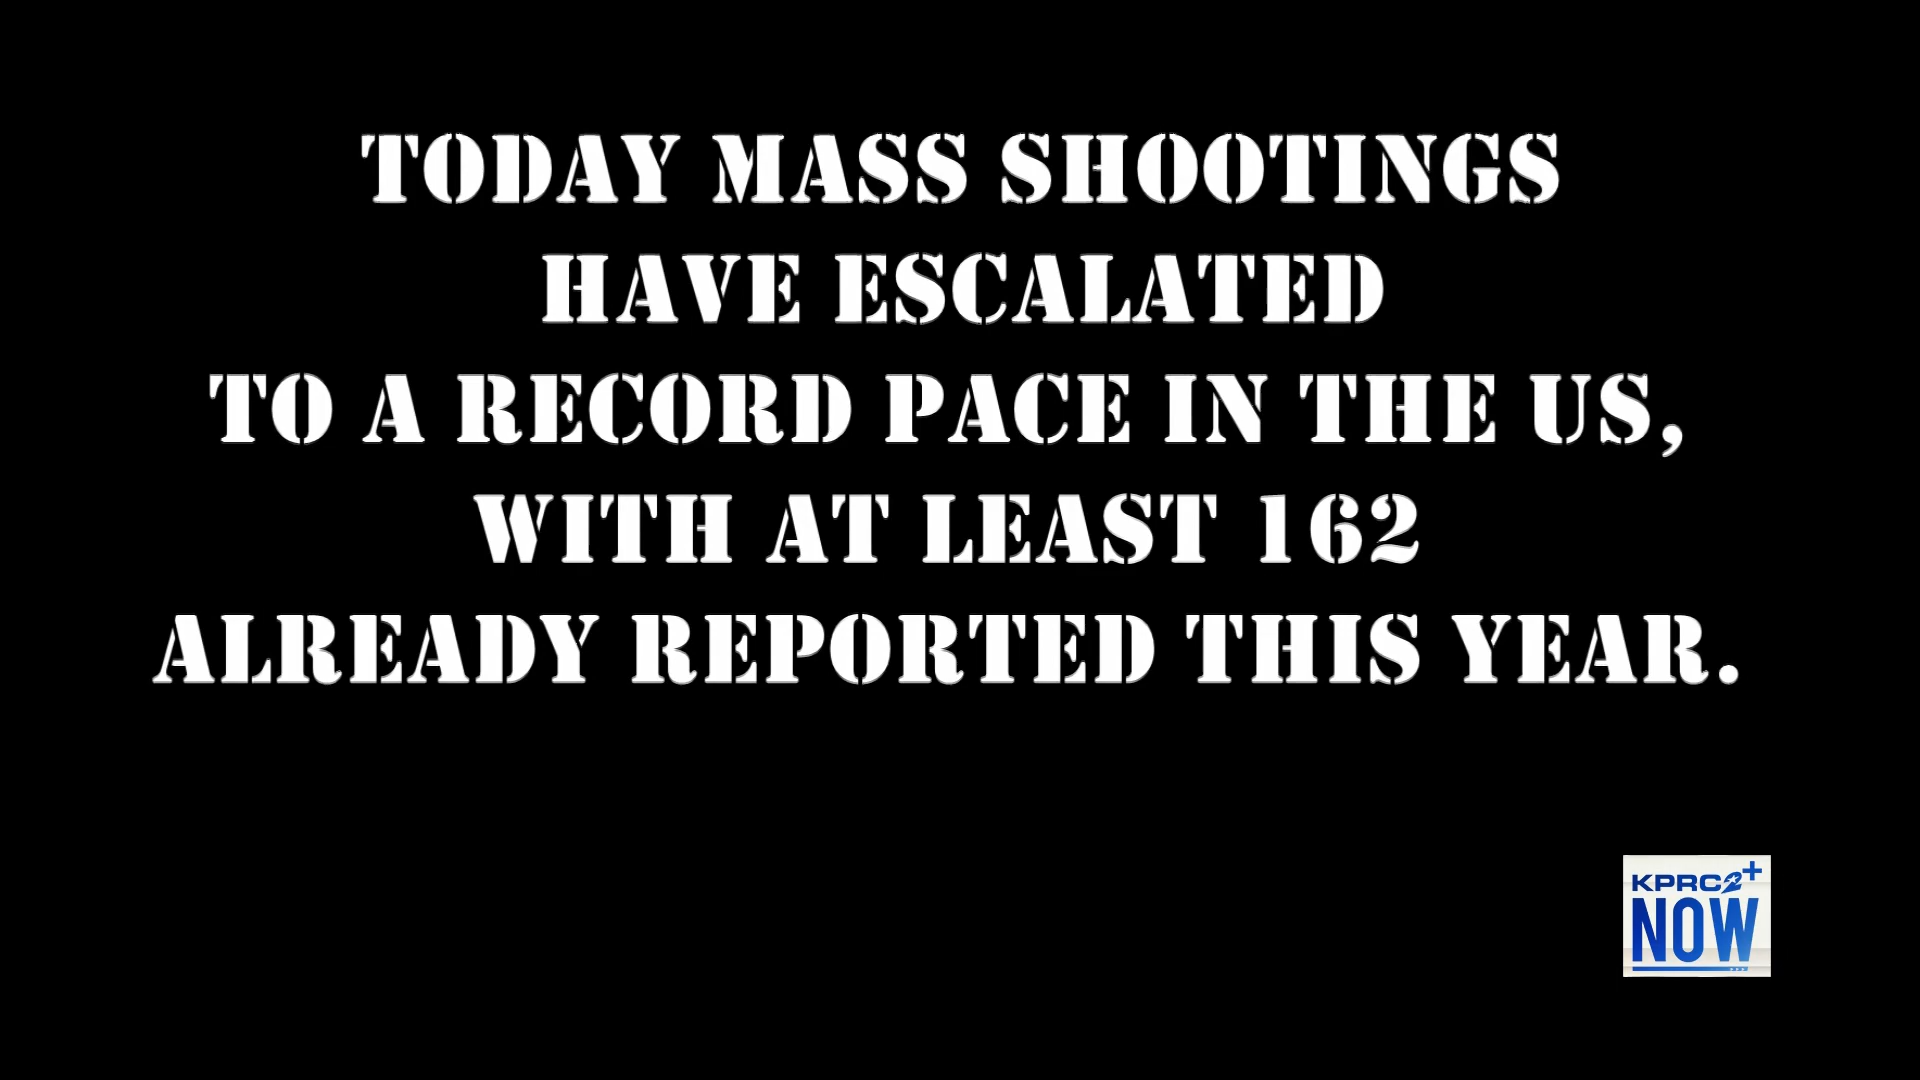 TODAY MASS SHOOTINGS
HAVE ESCALATED
TO A RECORD PACE IN THE US,
WITH AT LEAST 162
ALREADY REPORTED THIS YEAR.
KPRC2+
NOW